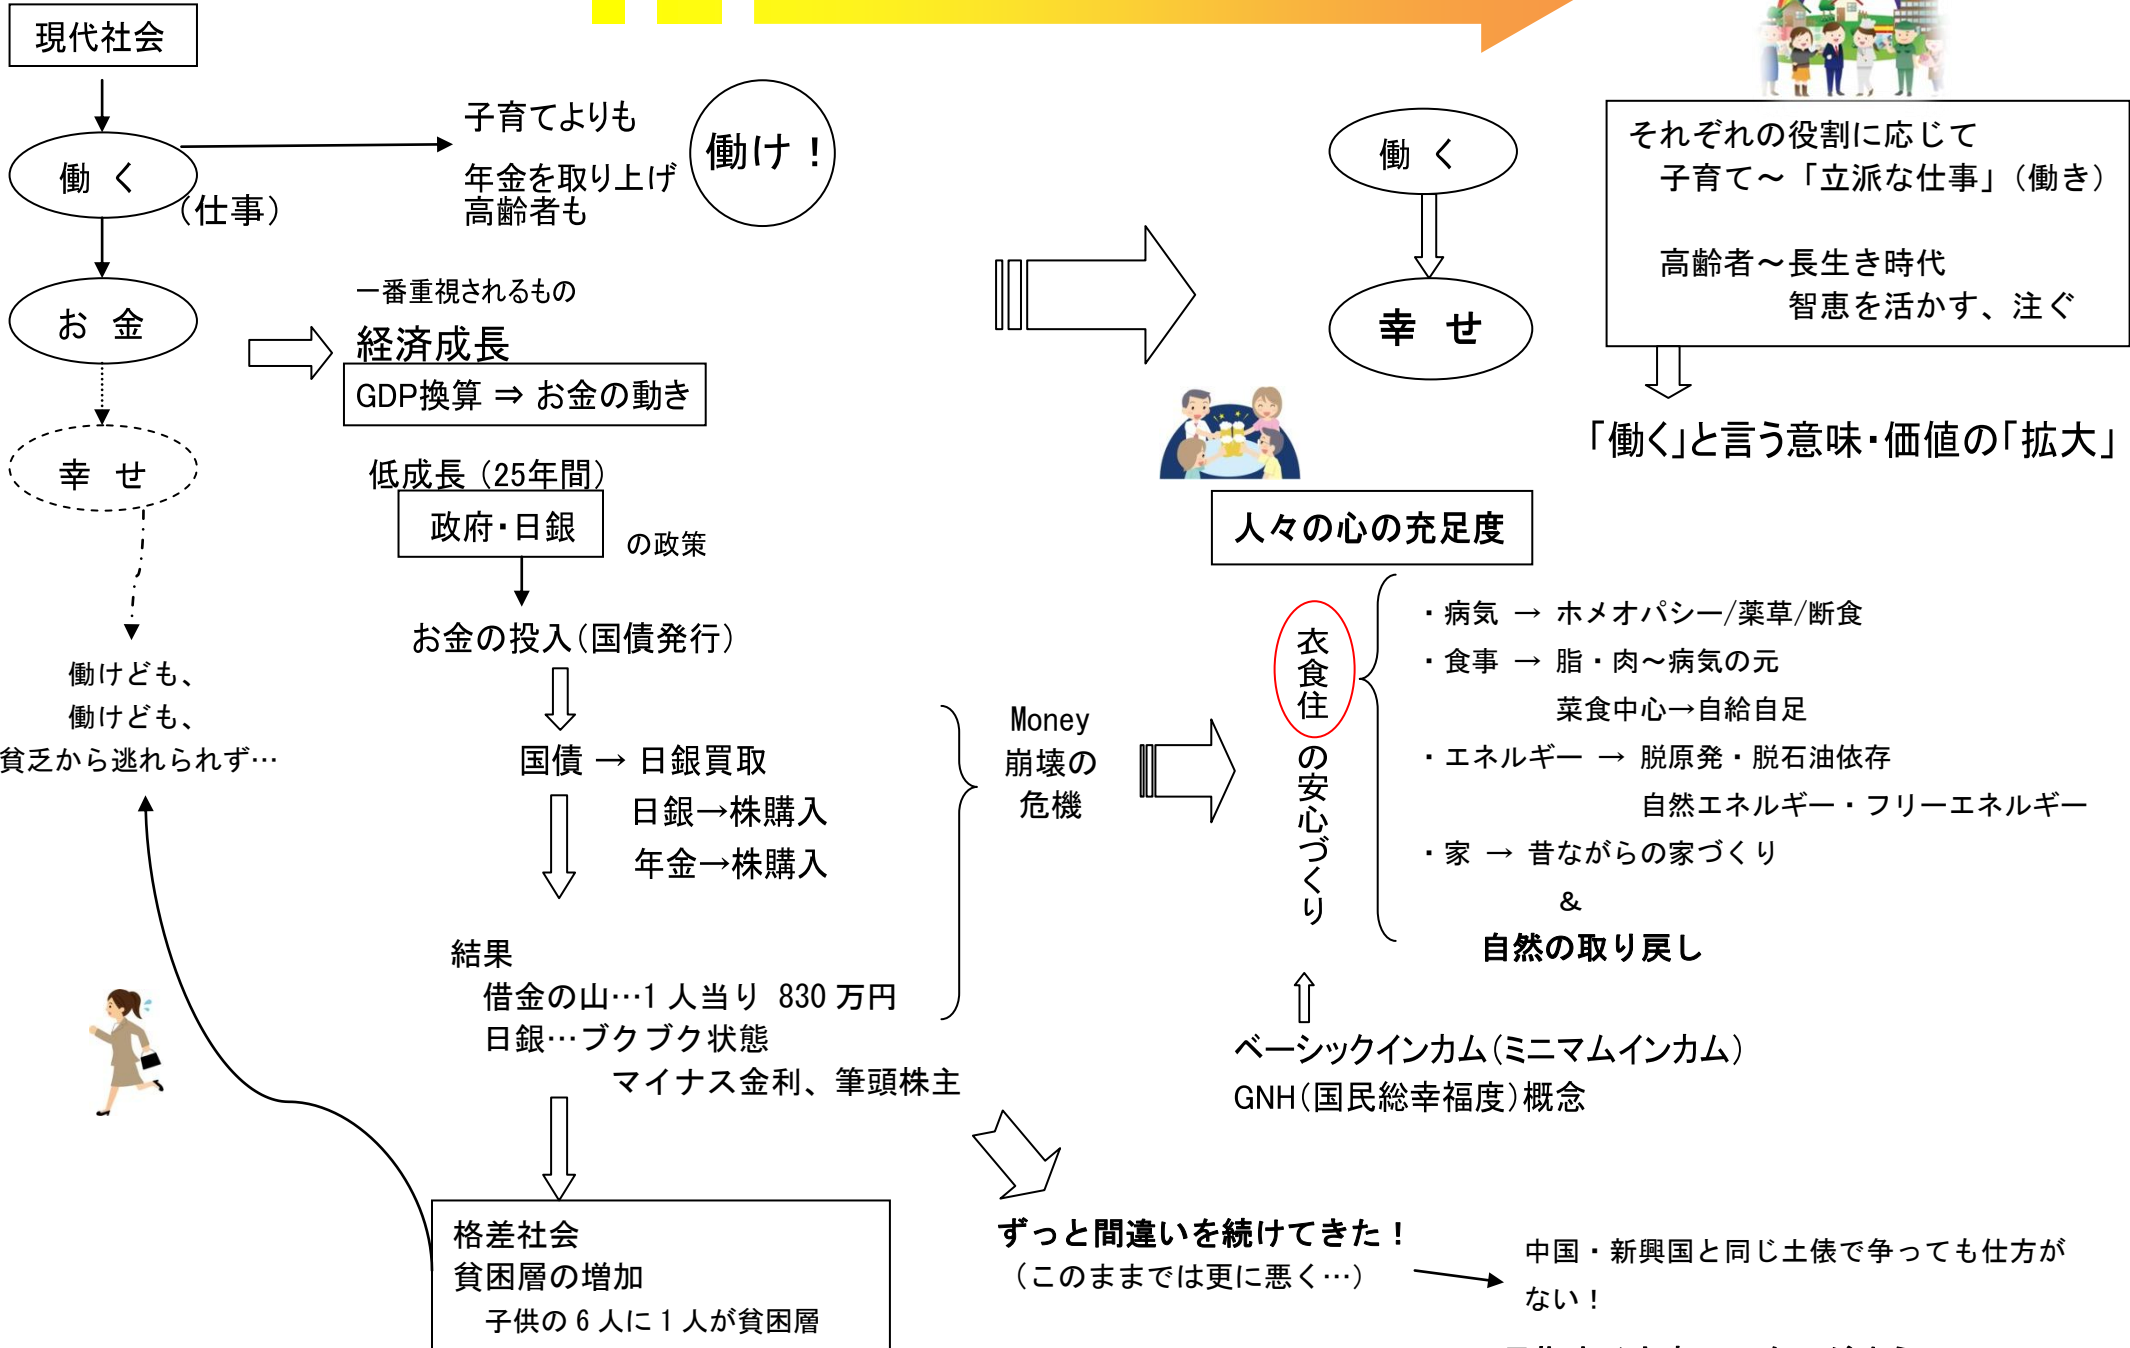 現代社会
働 く
(仕事)
子育てよりも
年金を取り上げ
高齢者も
働け！
お 金
幸 せ
働けども、
働けども、
貧乏から逃れられず…
一番重視されるもの
経済成長
GDP換算 ⇒ お金の動き
低成長（25年間）
政府・日銀
の政策
お金の投入(国債発行)
国債 → 日銀買取
日銀→株購入
年金→株購入
結果
借金の山…1人当り 830万円
日銀…ブクブク状態
マイナス金利、筆頭株主
格差社会
貧困層の増加
子供の6人に1人が貧困層
Money
崩壊の
危機
働 く
幸 せ
それぞれの役割に応じて
子育て～「立派な仕事」（働き）
高齢者～長生き時代
智恵を活かす、注ぐ
「働く」と言う意味・価値の「拡大」
人々の心の充足度
衣食住の安心づくり
・病気 → ホメオパシー/薬草/断食
・食事 → 脂・肉～病気の元
菜食中心→自給自足
・エネルギー → 脱原発・脱石油依存
自然エネルギー・フリーエネルギー
・家 → 昔ながらの家づくり
＆
自然の取り戻し
ベーシックインカム(ミニマムインカム)
GNH(国民総幸福度)概念
ずっと間違いを続けてきた！
（このままでは更に悪く…）
中国・新興国と同じ土俵で争っても仕方が
ない！